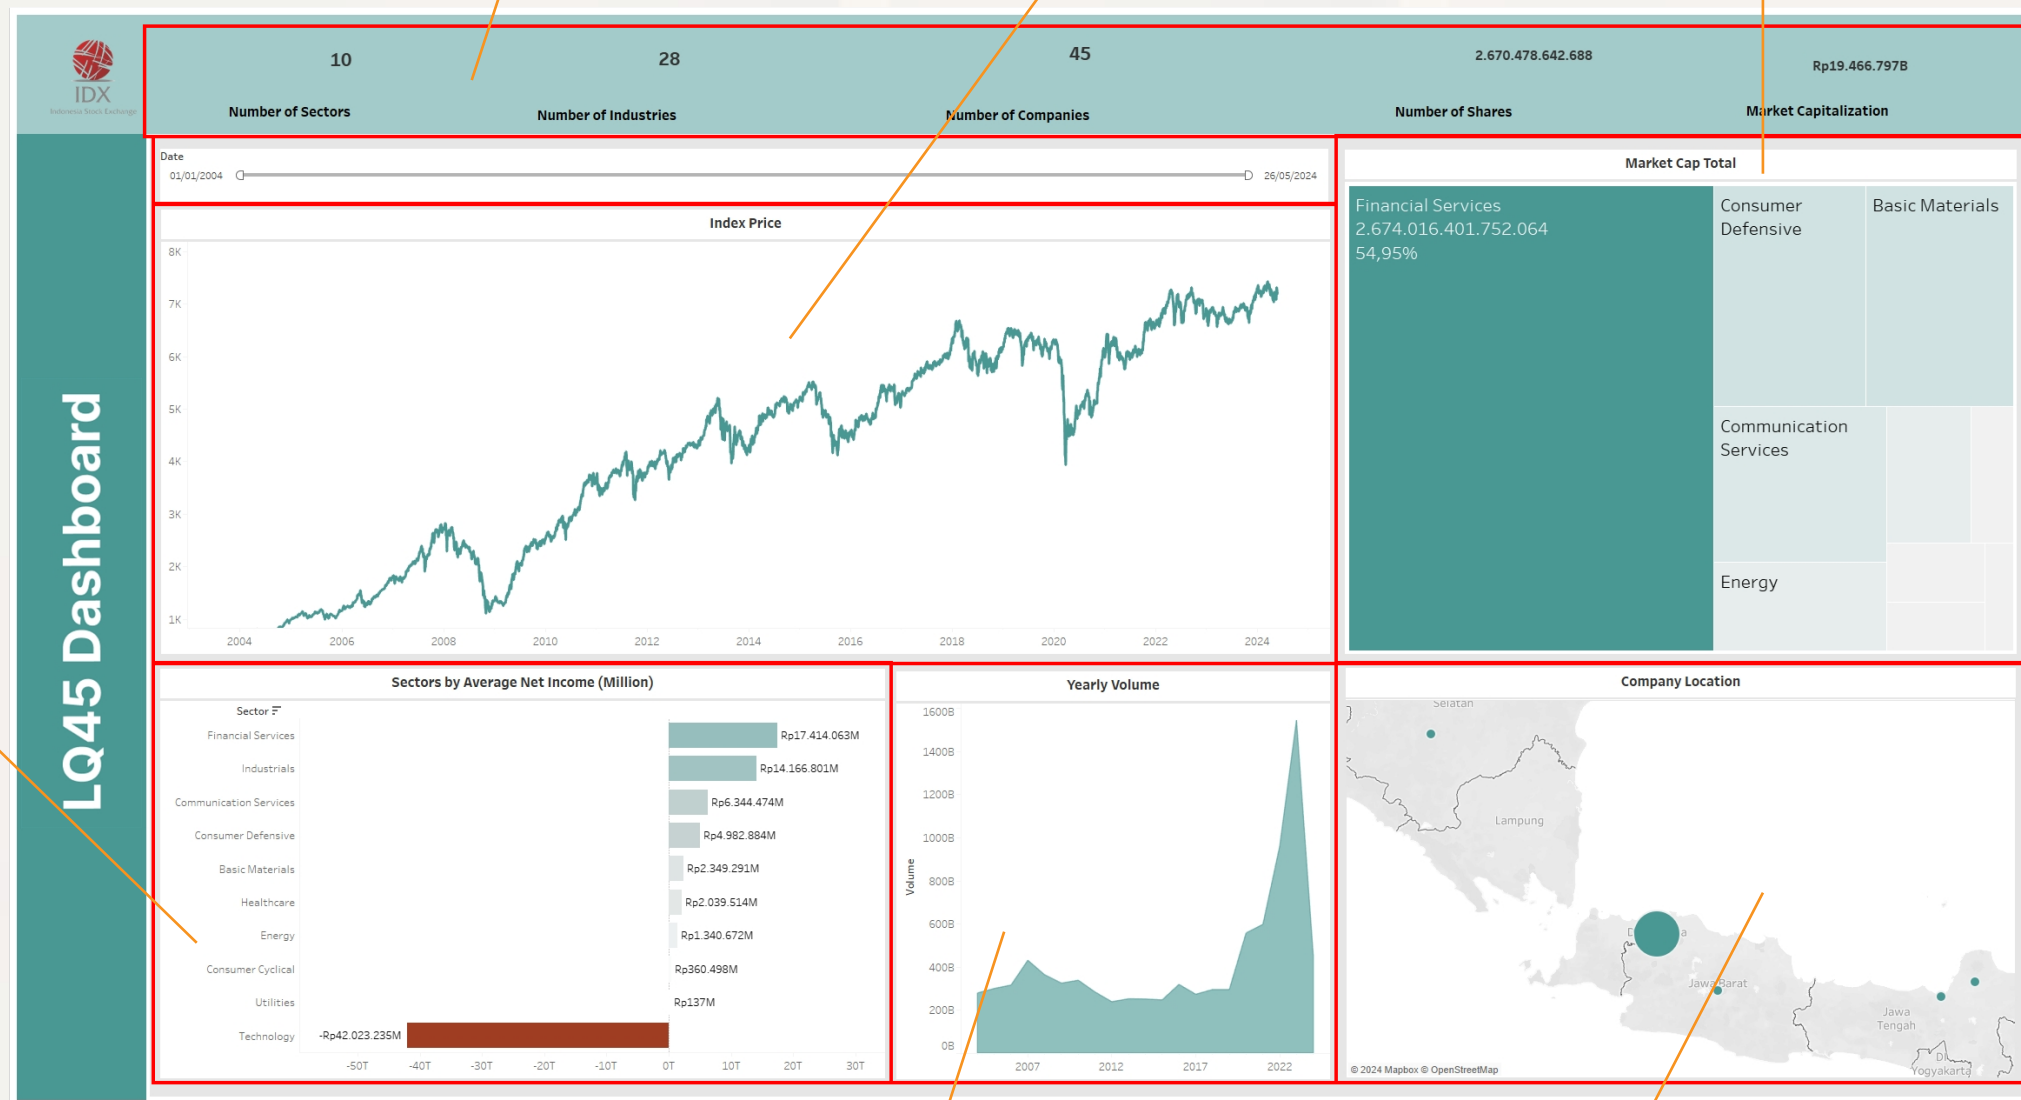 IDX
Indonesia Stock Exchange
10
Number of Sectors
28
Number of Industries
45
Number of Companies
2.670.478.642.688
Number of Shares
Rp19.466.797B
Market Capitalization
LQ45 Dashboard
Date
01/01/2004
26/05/2024
Index Price
8K
7K
6K
5K
4K
3K
2K
1K
2004
2006
2008
2010
2012
2014
2016
2018
2020
2022
2024
Market Cap Total
Financial Services
2.674.016.401.752.064
54,95%
Consumer
Defensive
Basic Materials
Communication
Services
Energy
Sectors by Average Net Income (Million)
Sector
Financial Services
Rp17.414.063M
Industrials
Rp14.166.801M
Communication Services
Rp6.344.474M
Consumer Defensive
Rp4.982.884M
Basic Materials
Rp2.349.291M
Healthcare
Rp2.039.514M
Energy
Rp1.340.672M
Consumer Cyclical
Rp360.498M
Utilities
Rp137M
Technology
-Rp42.023.235M
-50T
-40T
-30T
-20T
-10T
0T
10T
20T
30T
Yearly Volume
Volume
1600B
1400B
1200B
1000B
800B
600B
400B
200B
0B
2007
2012
2017
2022
Company Location
Selatan
Lampung
Jawa Barat
Jawa
Tengah
DI
Yogyakarta
© 2024 Mapbox © OpenStreetMap